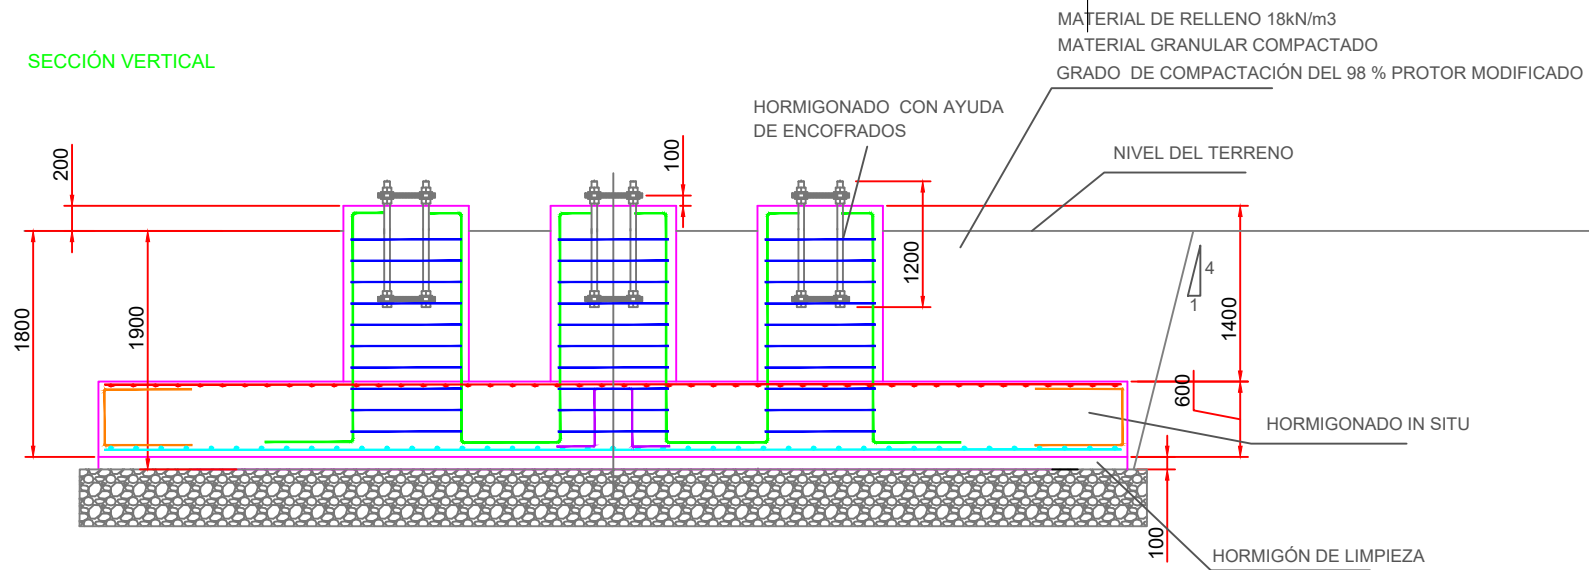 MATERIAL DE RELLENO 18kN/m3
MATERIAL GRANULAR COMPACTADO
GRADO DE COMPACTACIÓN DEL 98 % PROTOR MODIFICADO
SECCIÓN VERTICAL
HORMIGONADO CON AYUDA
DE ENCOFRADOS
NIVEL DEL TERRENO
200
100
1200
4
1
1400
1800
1900
600
HORMIGONADO IN SITU
100
HORMIGÓN DE LIMPIEZA